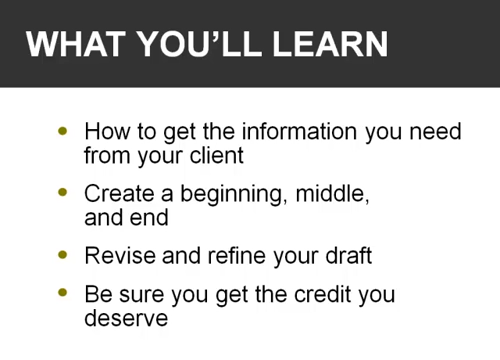 WHAT YOU’LL LEARN
• How to get the information you need
from your client
• Create a beginning, middle,
and end
• Revise and refine your draft
• Be sure you get the credit you
deserve